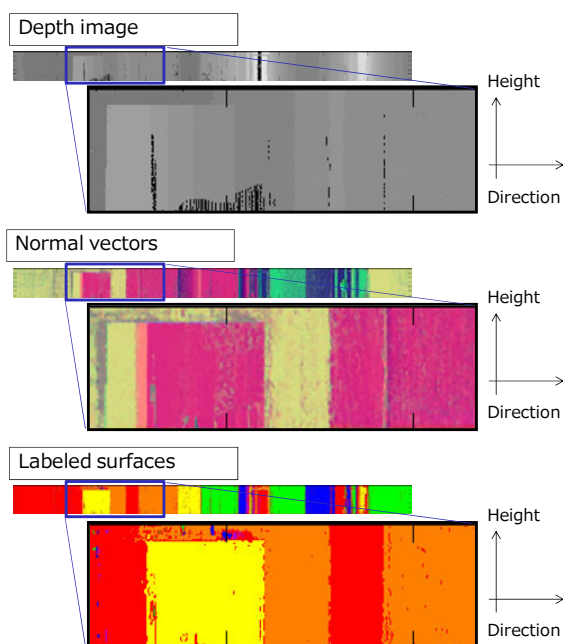 Depth image
Height
Direction
Normal vectors
Height
Direction
Labeled surfaces
Height
Direction